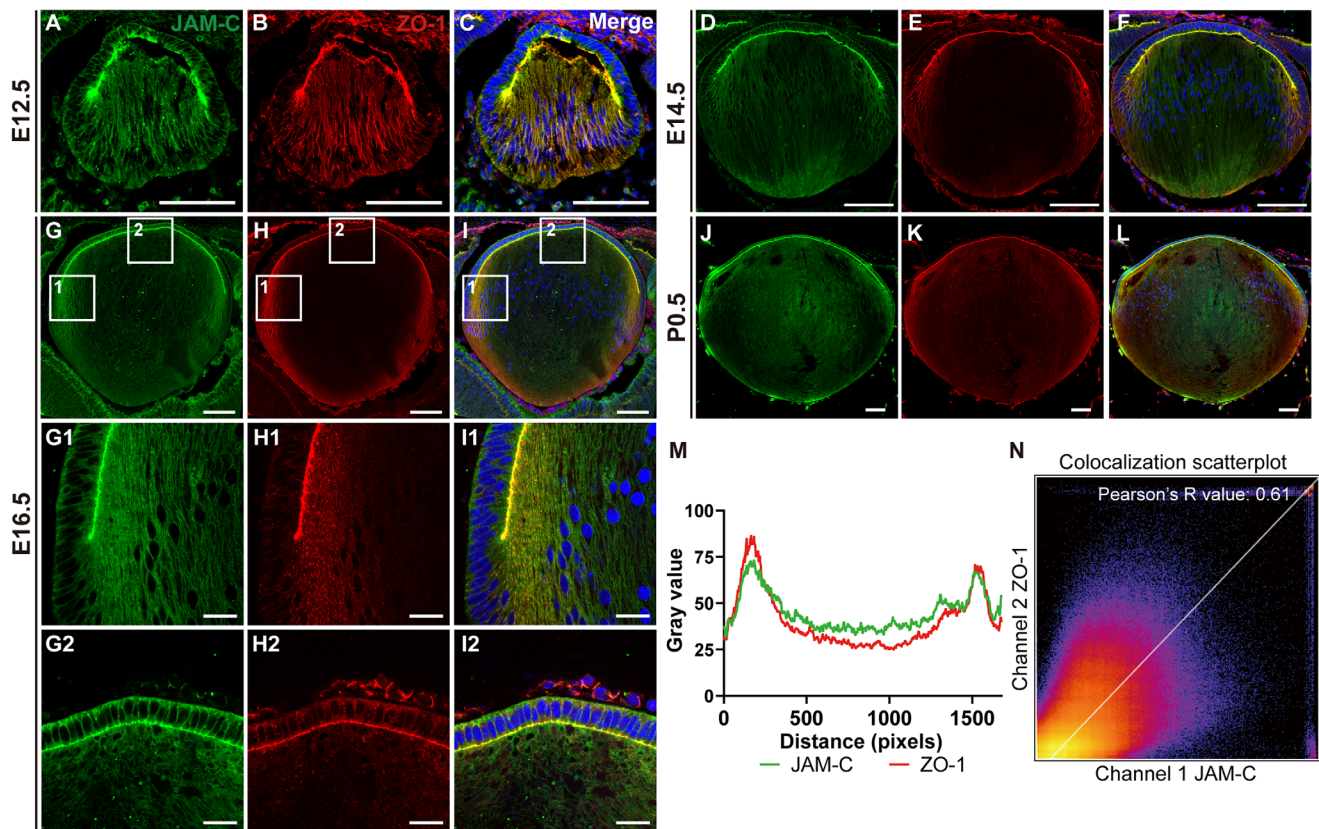 A JAM-C
B ZO-1
C Merge
D
E
F
E12.5
E14.5
G 2 1
H 2 1
I 2 1
J
K
L
P0.5
G1
H1
I1
E16.5
G2
H2
I2
M
100
75
50
25
0
Gray value
0 500 1000 1500
Distance (pixels)
JAM-C ZO-1
N
Colocalization scatterplot
Pearson's R value: 0.61
Channel 2 ZO-1
Channel 1 JAM-C